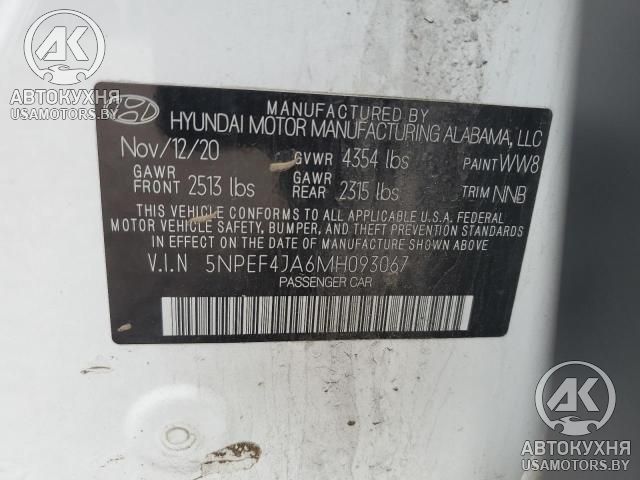 AK
АВТОКУХНЯ
USAMOTORS.BY
MANUFACTURED BY
HYUNDAI MOTOR MANUFACTURING ALABAMA, LLC
Nov/12/20 GVWR 4354 lbs PAINT WW8
GAWR FRONT 2513 lbs GAWR REAR 2315 lbs TRIM NNB
THIS VEHICLE CONFORMS TO ALL APPLICABLE U.S.A. FEDERAL
MOTOR VEHICLE SAFETY, BUMPER, AND THEFT PREVENTION
STANDARDS IN EFFECT ON THE DATE OF MANUFACTURE SHOWN ABOVE.
V.I.N 5NPEF4JA6MH093067
PASSENGER CAR
AK
АВТОКУХНЯ
USAMOTORS.BY